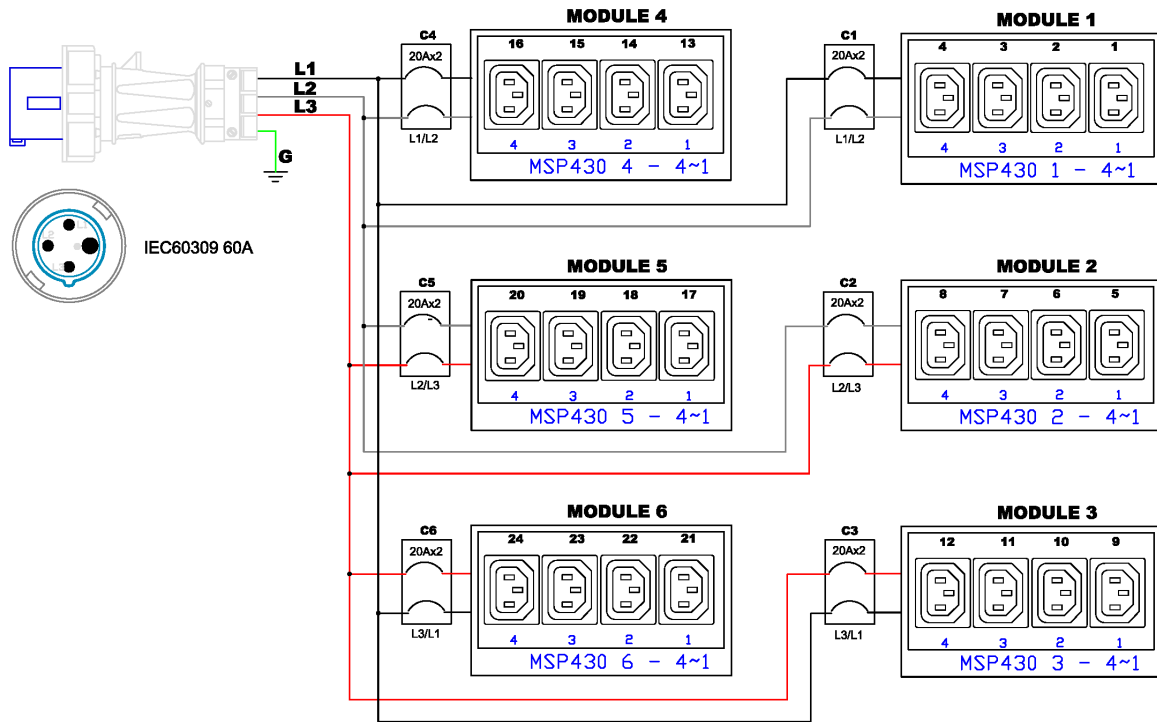 MODULE 4
C4
20Ax2
L1/L2
16 15 14 13
4 3 2 1
MSP430 4 - 4~1
MODULE 1
C1
20Ax2
L1/L2
4 3 2 1
4 3 2 1
MSP430 1 - 4~1
L1
L2
L3
G
IEC60309 60A
MODULE 5
C5
20Ax2
L2/L3
20 19 18 17
4 3 2 1
MSP430 5 - 4~1
MODULE 2
C2
20Ax2
L2/L3
8 7 6 5
4 3 2 1
MSP430 2 - 4~1
MODULE 6
C6
20Ax2
L3/L1
24 23 22 21
4 3 2 1
MSP430 6 - 4~1
MODULE 3
C3
20Ax2
L3/L1
12 11 10 9
4 3 2 1
MSP430 3 - 4~1